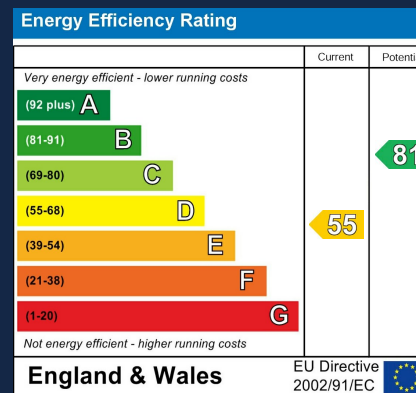 Energy Efficiency Rating
Current Potenti
Very energy efficient - lower running costs
(92 plus) A
(81-91) B
(69-80) C
(55-68) D
(39-54) E
(21-38) F
(1-20) G
55
81
Not energy efficient - higher running costs
England & Wales
EU Directive
2002/91/EC